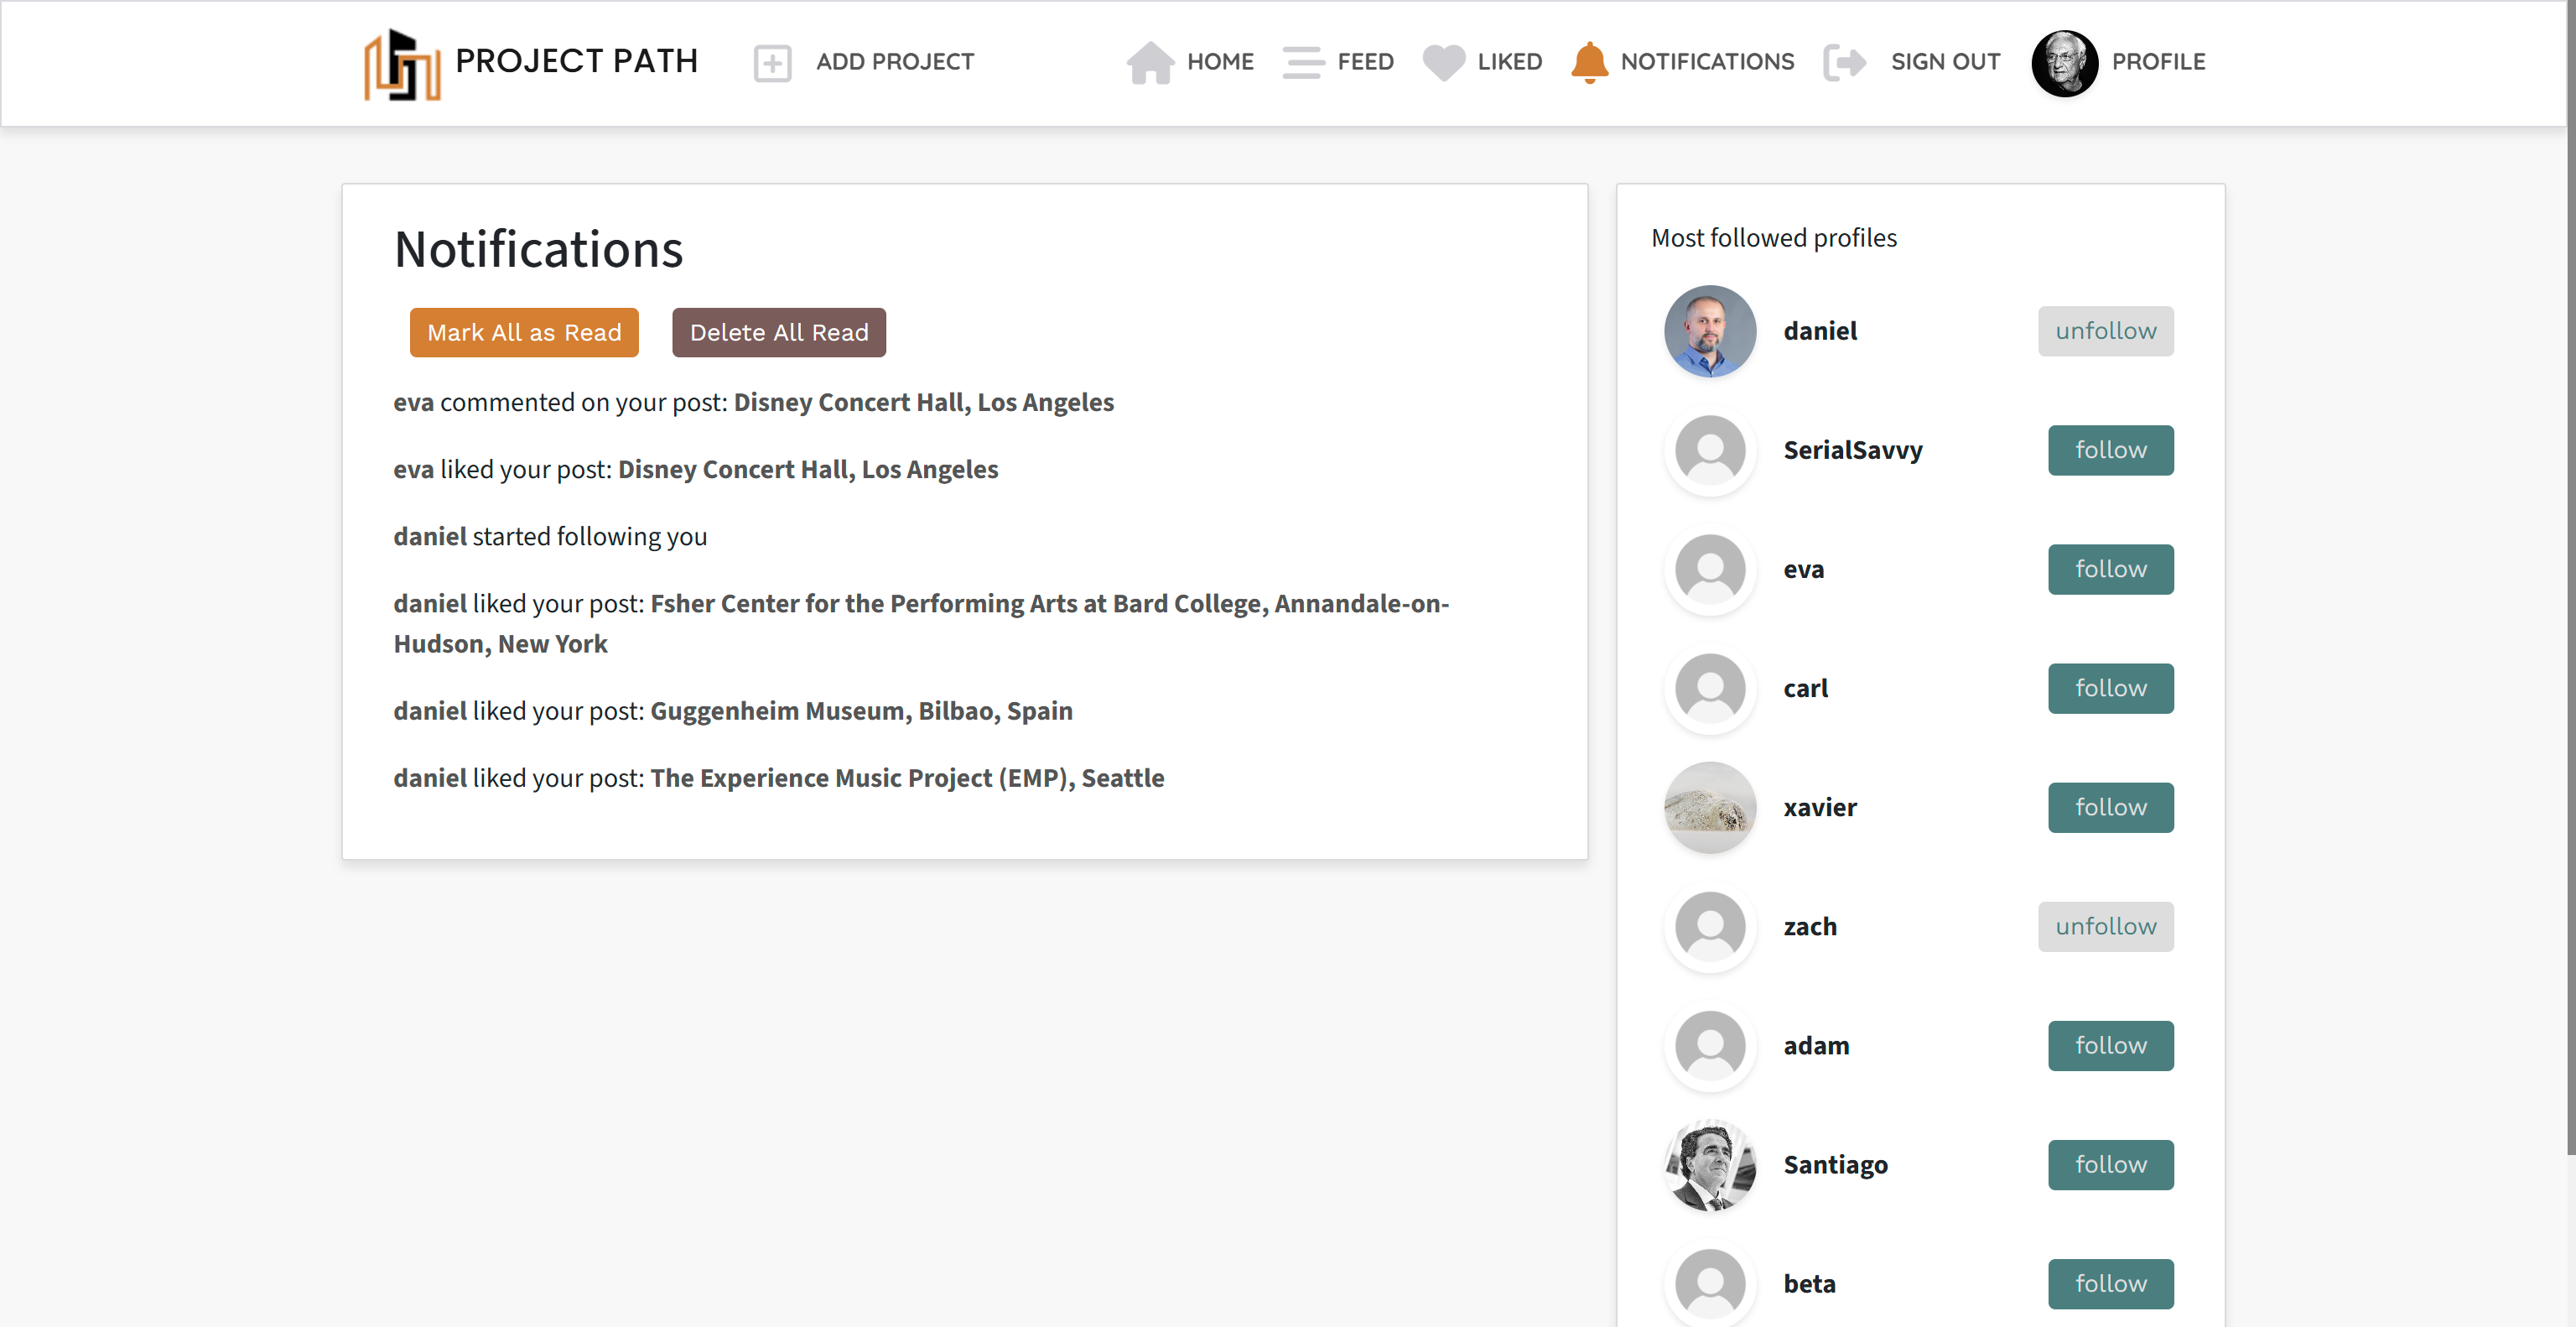 PROJECT PATH
ADD PROJECT
HOME
FEED
LIKED
NOTIFICATIONS
SIGN OUT
PROFILE
Notifications
Mark All as Read
Delete All Read
eva commented on your post: Disney Concert Hall, Los Angeles
eva liked your post: Disney Concert Hall, Los Angeles
daniel started following you
daniel liked your post: Fsher Center for the Performing Arts at Bard College, Annandale-on-
Hudson, New York
daniel liked your post: Guggenheim Museum, Bilbao, Spain
daniel liked your post: The Experience Music Project (EMP), Seattle
Most followed profiles
daniel
unfollow
SerialSavvy
follow
eva
follow
carl
follow
xavier
follow
zach
unfollow
adam
follow
Santiago
follow
beta
follow